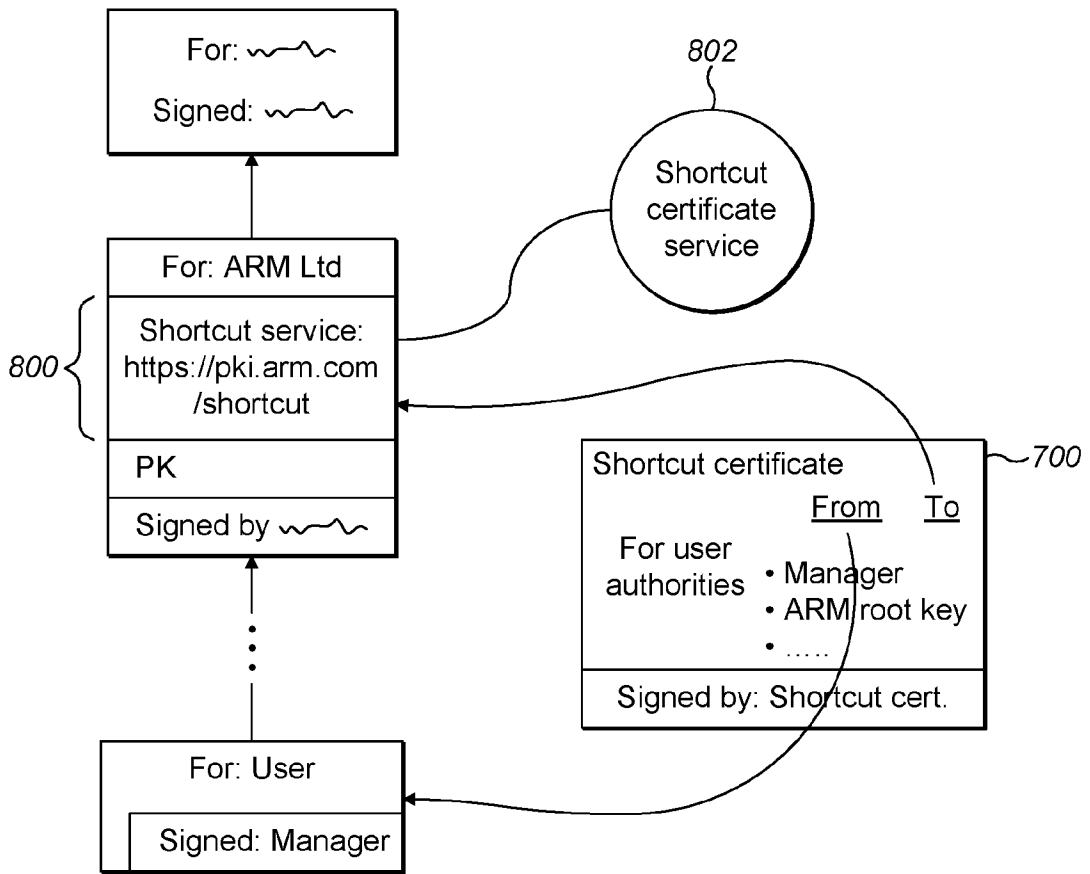 For:
Signed:
802
Shortcut
certificate
service
For: ARM Ltd
800
Shortcut service:
https://pki.arm.com
/shortcut
PK
Signed by
700
Shortcut certificate
From To
For user
authorities
• Manager
• ARM root key
• .....
Signed by: Shortcut cert.
For: User
Signed: Manager